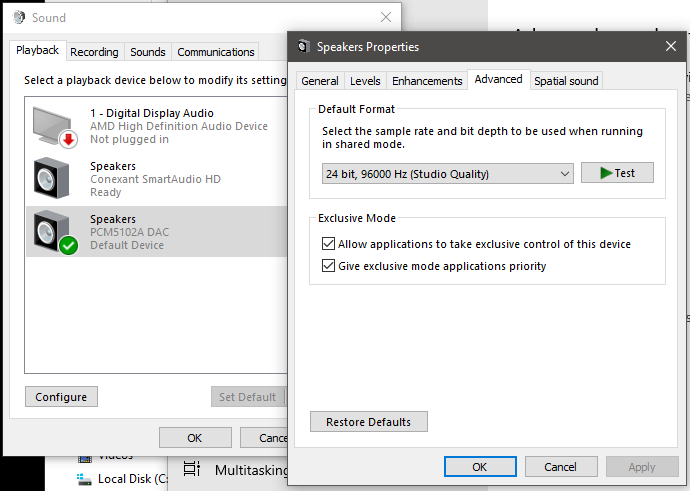 Sound
Playback
Recording
Sounds
Communications
Select a playback device below to modify its setting
1 - Digital Display Audio
AMD High Definition Audio Device
Not plugged in
Speakers
Conexant SmartAudio HD
Ready
Speakers
PCM5102A DAC
Default Device
Configure
Set Default
OK
Cance
Videos
Local Disk (C:
Multitasking
Speakers Properties
General
Levels
Enhancements
Advanced
Spatial sound
Default Format
Select the sample rate and bit depth to be used when running
in shared mode.
24 bit, 96000 Hz (Studio Quality)
Test
Exclusive Mode
Allow applications to take exclusive control of this device
Give exclusive mode applications priority
Restore Defaults
OK
Cancel
Apply